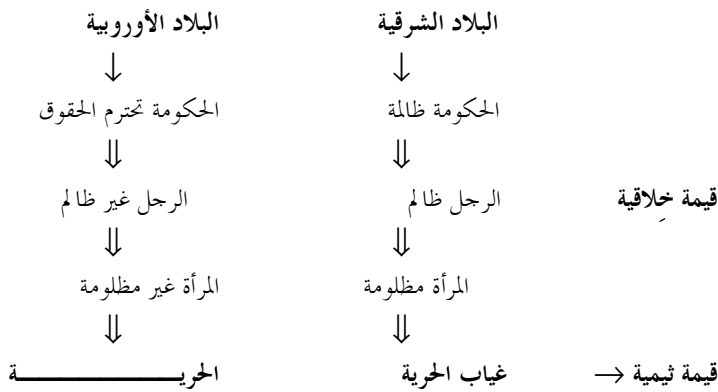 البلاد الشرقية البلاد الأوروبية
↓ ↓
الحكومة ظالمة الحكومة تحترم الحقوق
⇓ ⇓
قيمة خِلاقية الرجل ظالم الرجل غير ظالم
⇓ ⇓
المرأة مظلومة المرأة غير مظلومة
⇓ ⇓
قيمة ثيمية → غياب الحرية الحريـــــــــــــة